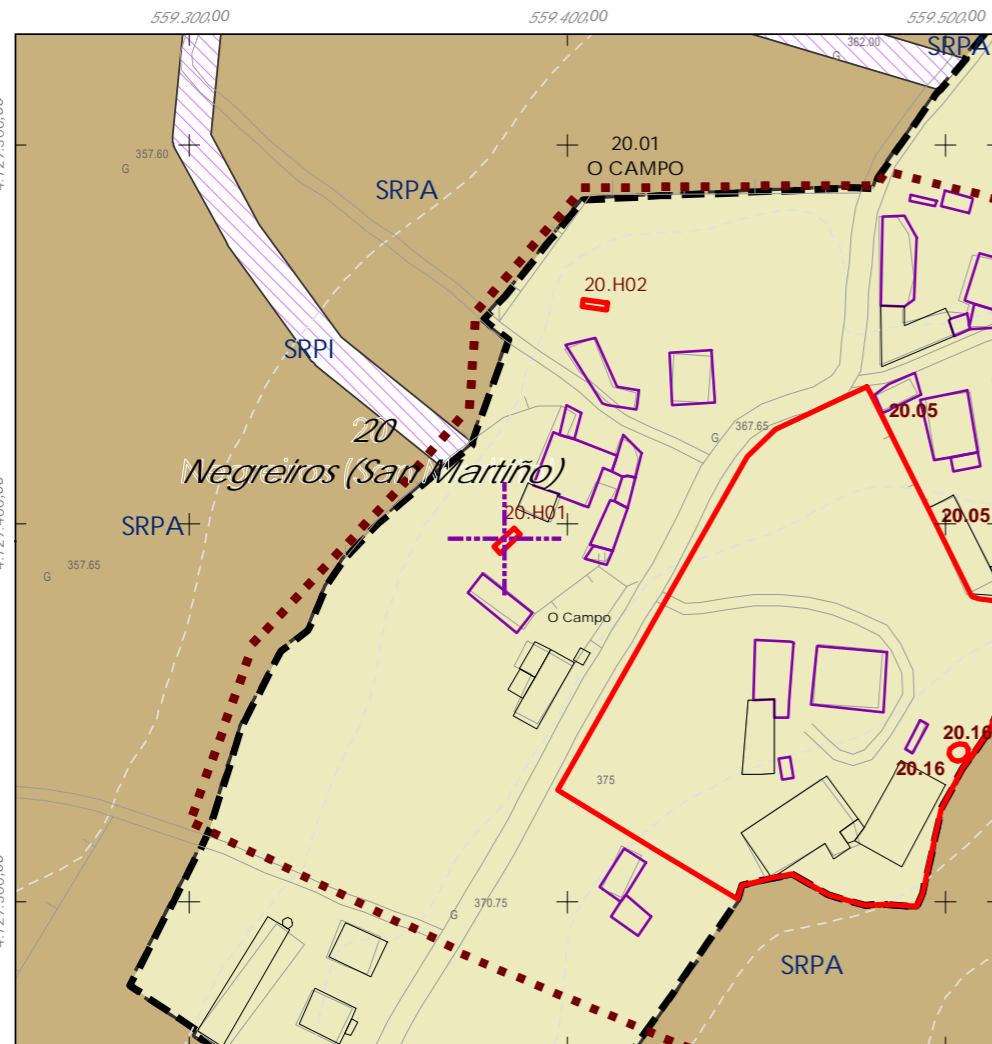 559.300,00
559.400,00
559.500,00
362.00
SRPA
G
20.01
O CAMPO
357.60
G
SRPA
20.H02
SRPI
20.05
367.65
G
20
Negreiros (San Martiño)
20.H01
20.05
SRPA
357.65
G
O Campo
20.16
20.16
375
370.75
G
SRPA